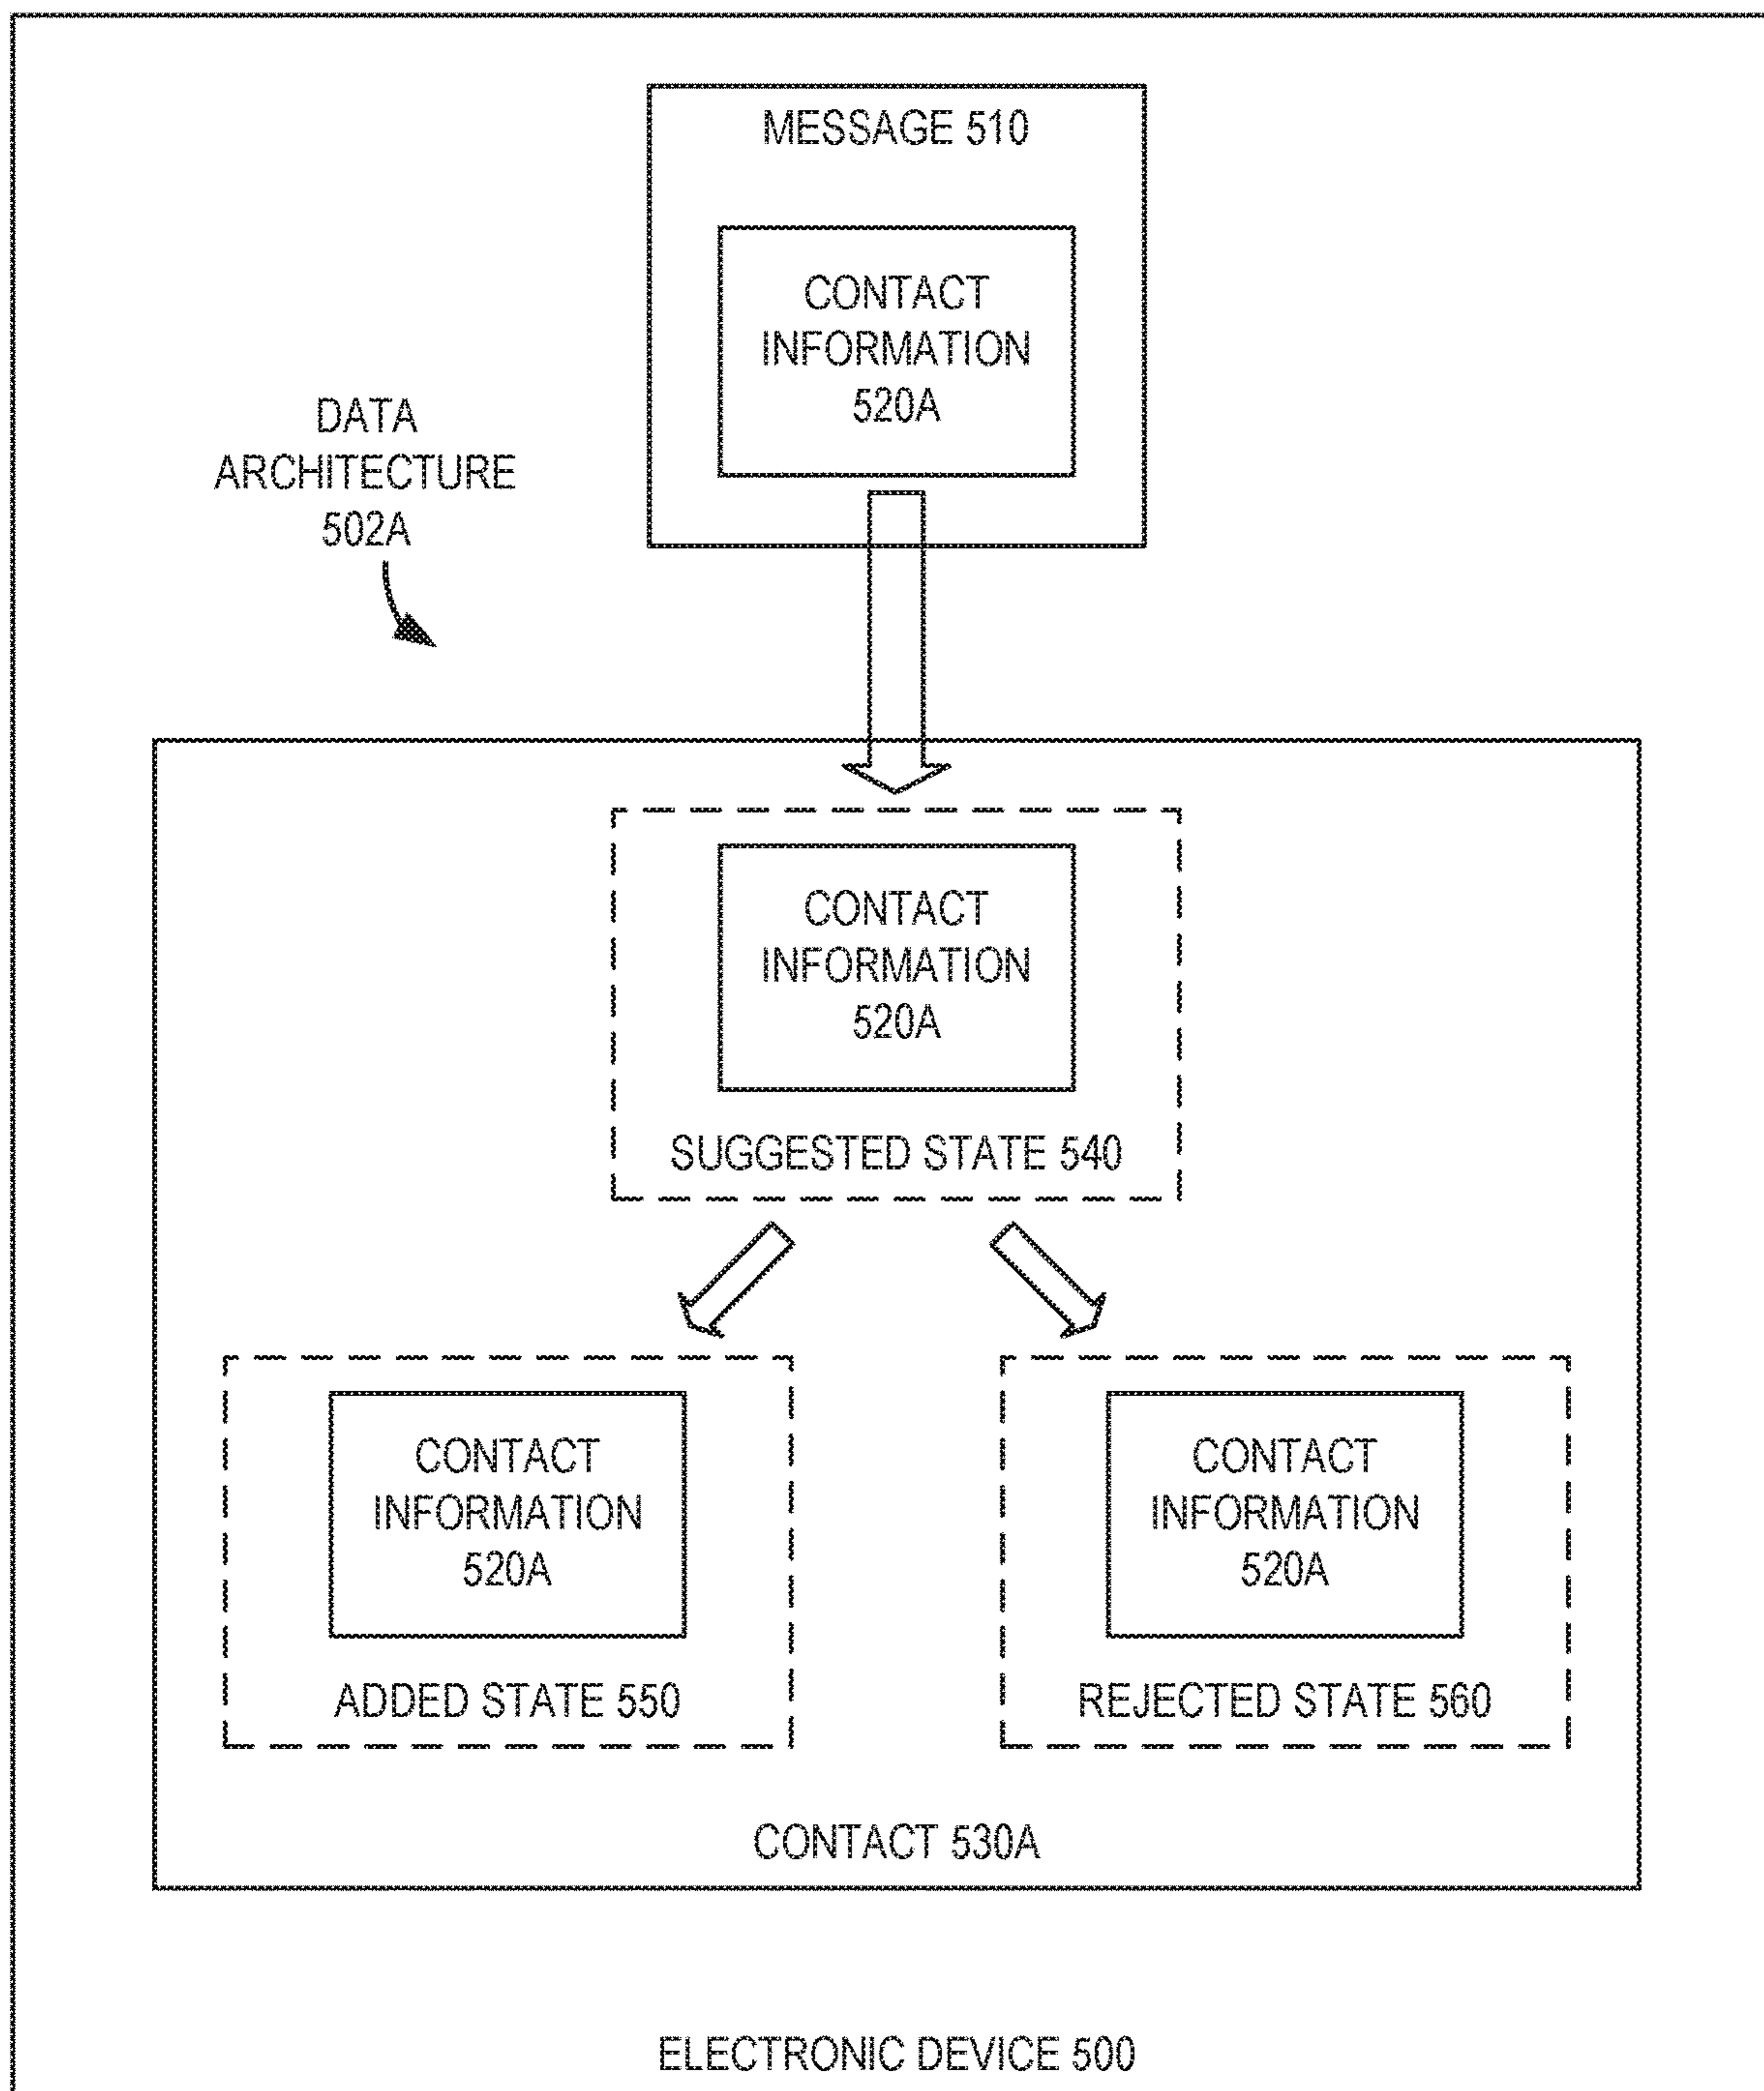 MESSAGE 510
CONTACT
INFORMATION
520A
DATA
ARCHITECTURE
502A
CONTACT
INFORMATION
520A
SUGGESTED STATE 540
CONTACT
INFORMATION
520A
ADDED STATE 550
CONTACT
INFORMATION
520A
REJECTED STATE 560
CONTACT 530A
ELECTRONIC DEVICE 500